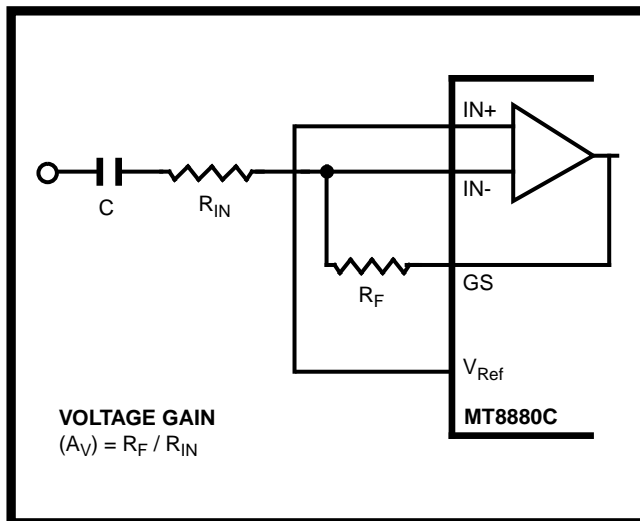 IN+
C
R_IN
IN-
R_F
GS
V_Ref
MT8880C
VOLTAGE GAIN
(A_V) = R_F / R_IN